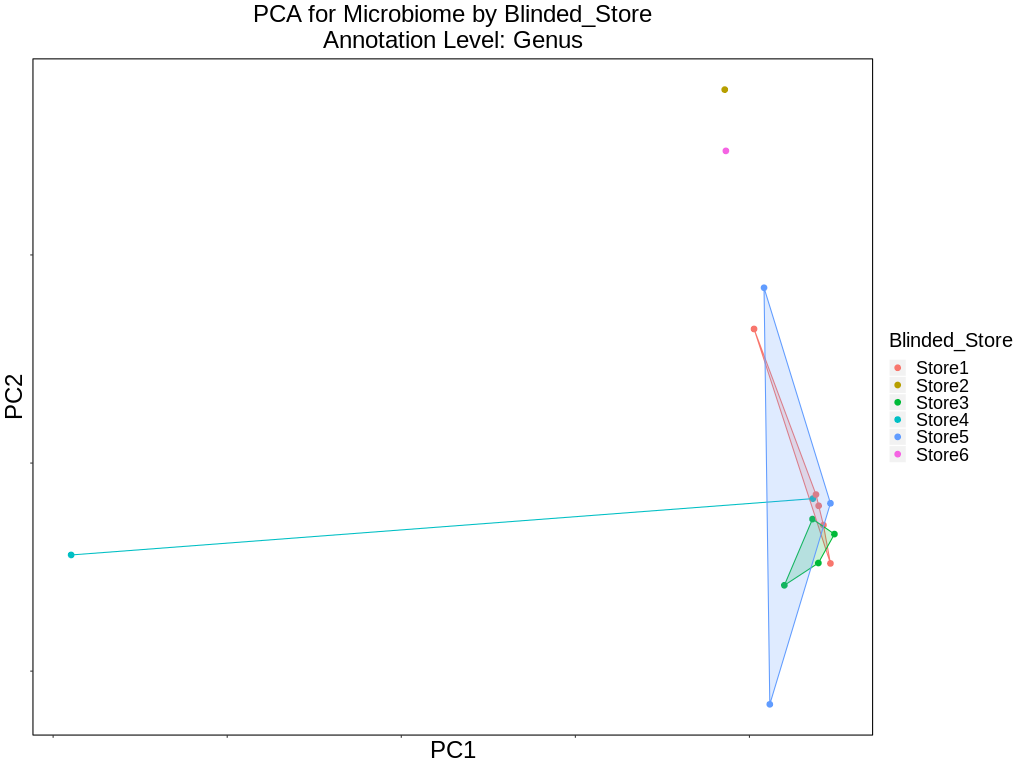 PCA for Microbiome by Blinded_Store
Annotation Level: Genus
PC2
PC1
Blinded_Store
Store1
Store2
Store3
Store4
Store5
Store6